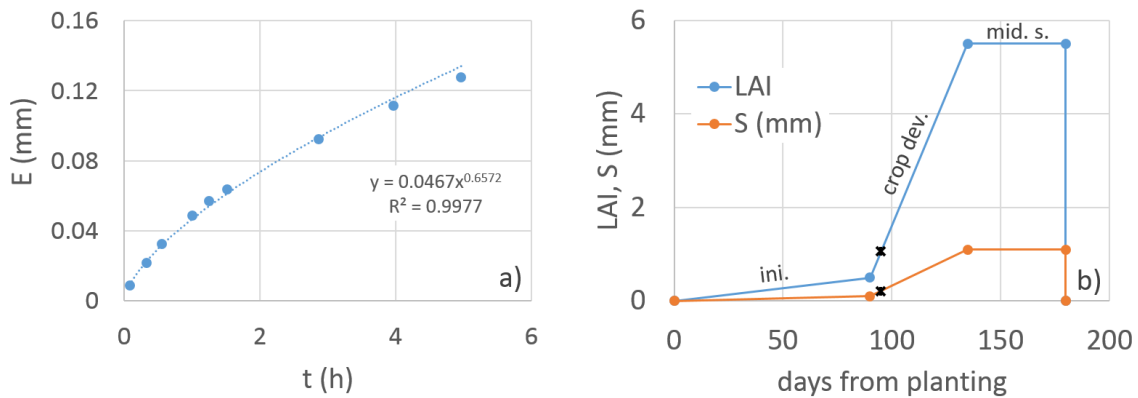 0.16
0.12
0.08
0.04
0
E (mm)
0
2
4
6
t (h)
y = 0.0467x^0.6572
R² = 0.9977
a)
6
4
2
0
LAI, S (mm)
0
50
100
150
200
days from planting
LAI
S (mm)
ini.
crop dev.
mid. s.
b)